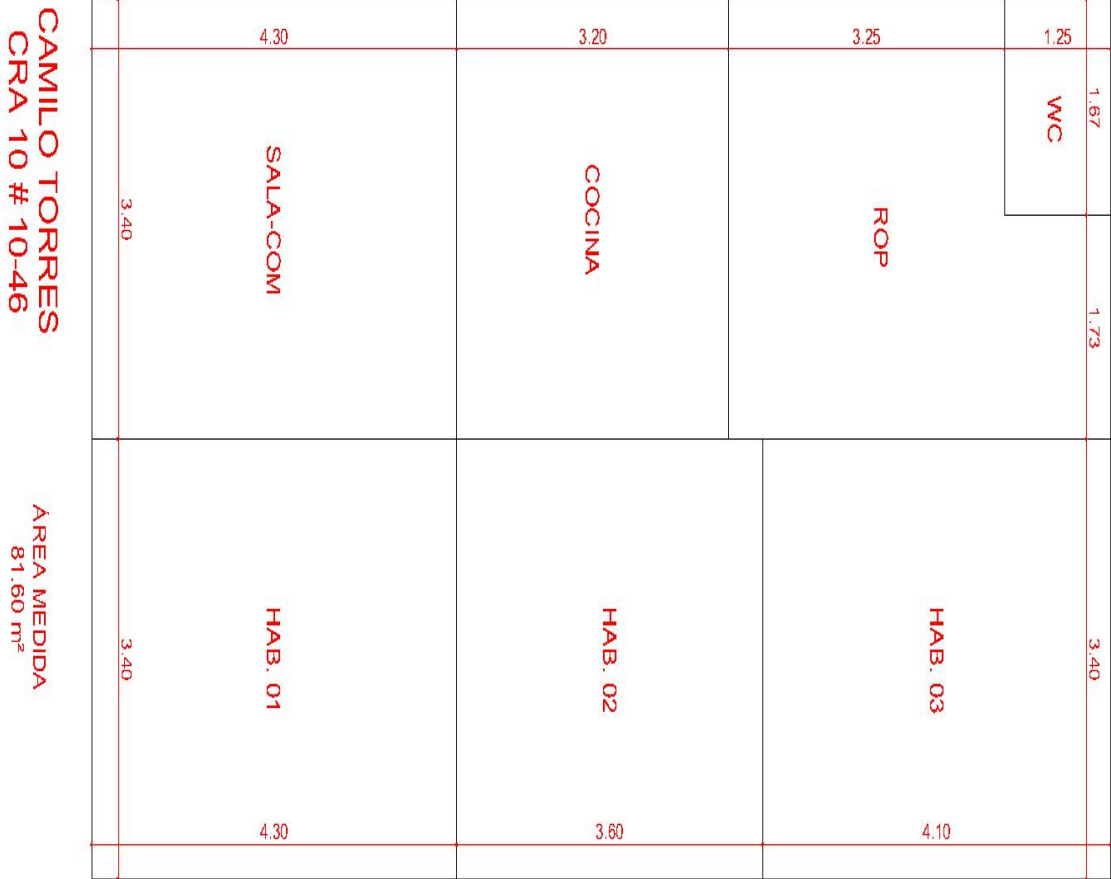 CAMILO TORRES
CRA 10 # 10-46
ÁREA MEDIDA
81.60 m²
4.30
3.20
3.25
1.25
1.67
WC
SALA-COM
COCINA
ROP
3.40
1.73
HAB. 01
HAB. 02
HAB. 03
3.40
3.40
4.30
3.60
4.10